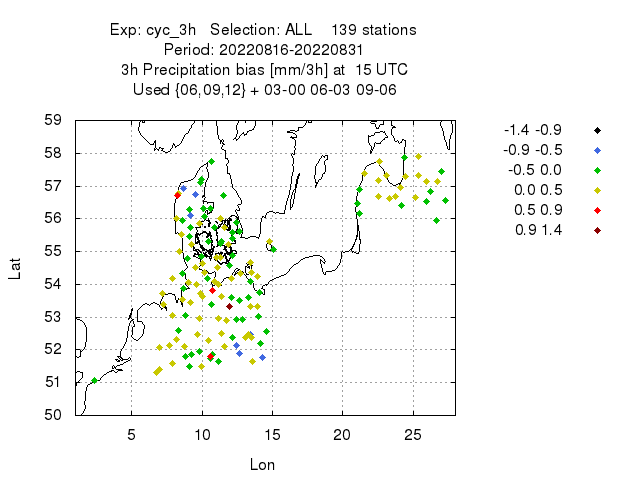 Exp: cyc_3h   Selection: ALL    139 stations
Period: 20220816-20220831
3h Precipitation bias [mm/3h] at  15 UTC
Used {06,09,12} + 03-00 06-03 09-06
59
58
57
56
55
54
53
52
51
50
Lat
5 10 15 20 25
Lon
-1.4 -0.9
-0.9 -0.5
-0.5 0.0
0.0 0.5
0.5 0.9
0.9 1.4